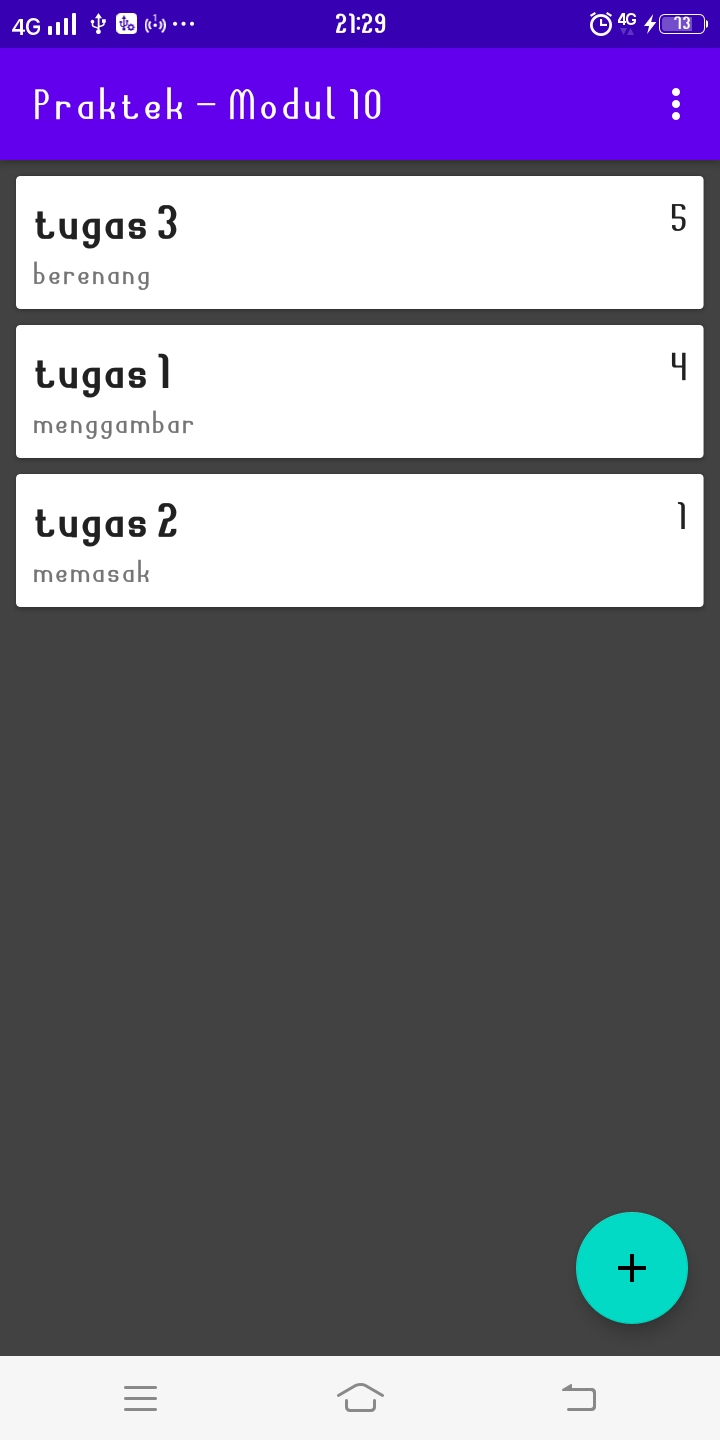 4G 21:29 4G 73
Praktek - Modul 10
tugas 3 5
berenang
tugas 1 4
menggambar
tugas 2 1
memasak